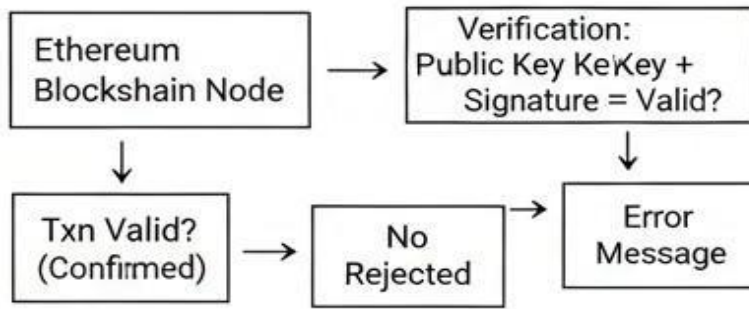 Ethereum
Blockshain Node
Verification:
Public Key KeKey +
Signature = Valid?
Txn Valid?
(Confirmed)
No
Rejected
Error
Message